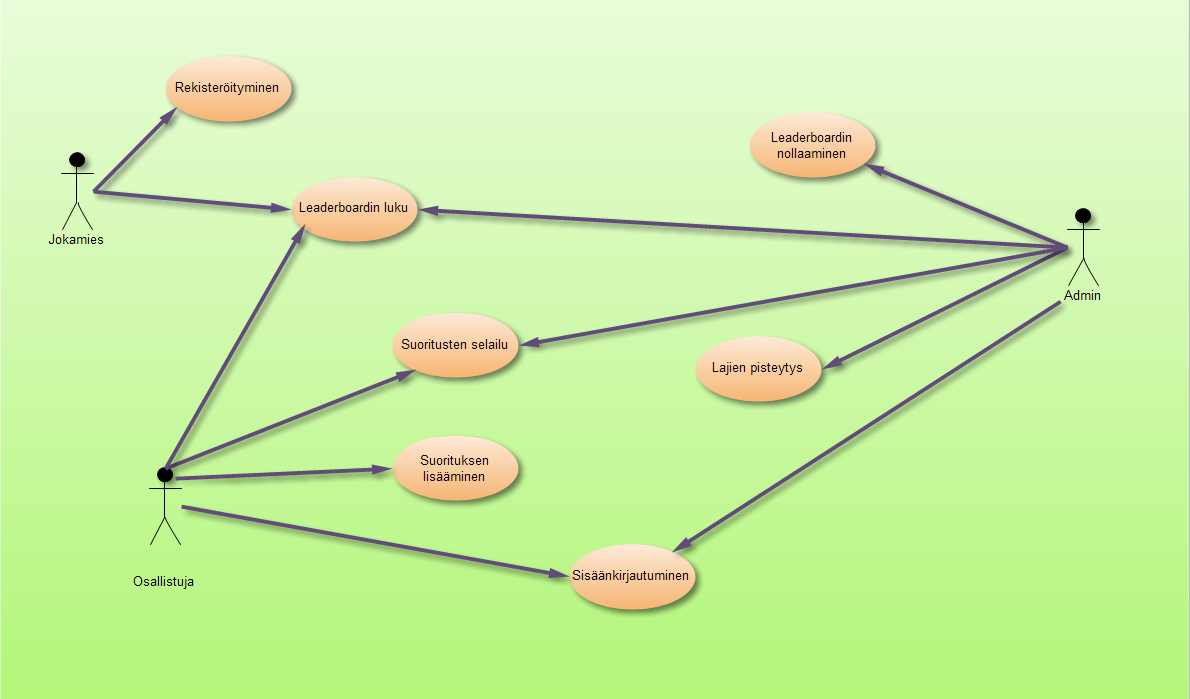 Rekisteröityminen
Leaderboardin
nollaaminen
Leaderboardin luku
Jokamies
Admin
Suoritusten selailu
Lajien pisteytys
Suorituksen
lisääminen
Sisäänkirjautuminen
Osallistuja